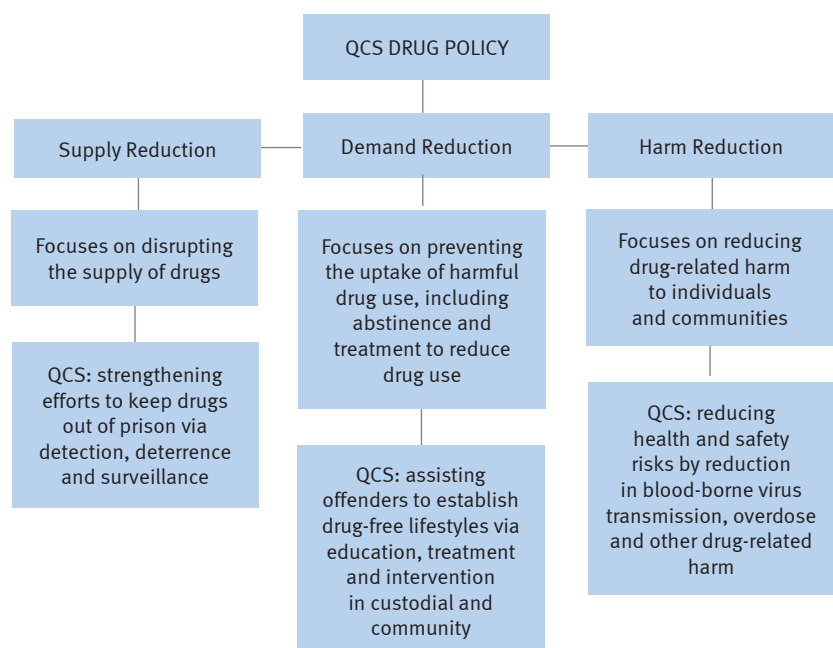 QCS DRUG POLICY
Supply Reduction
Demand Reduction
Harm Reduction
Focuses on disrupting
the supply of drugs
Focuses on preventing
the uptake of harmful
drug use, including
abstinence and
treatment to reduce
drug use
Focuses on reducing
drug-related harm
to individuals
and communities
QCS: strengthening
efforts to keep drugs
out of prison via
detection, deterrence
and surveillance
QCS: assisting
offenders to establish
drug-free lifestyles via
education, treatment
and intervention
in custodial and
community
QCS: reducing
health and safety
risks by reduction
in blood-borne virus
transmission, overdose
and other drug-related
harm